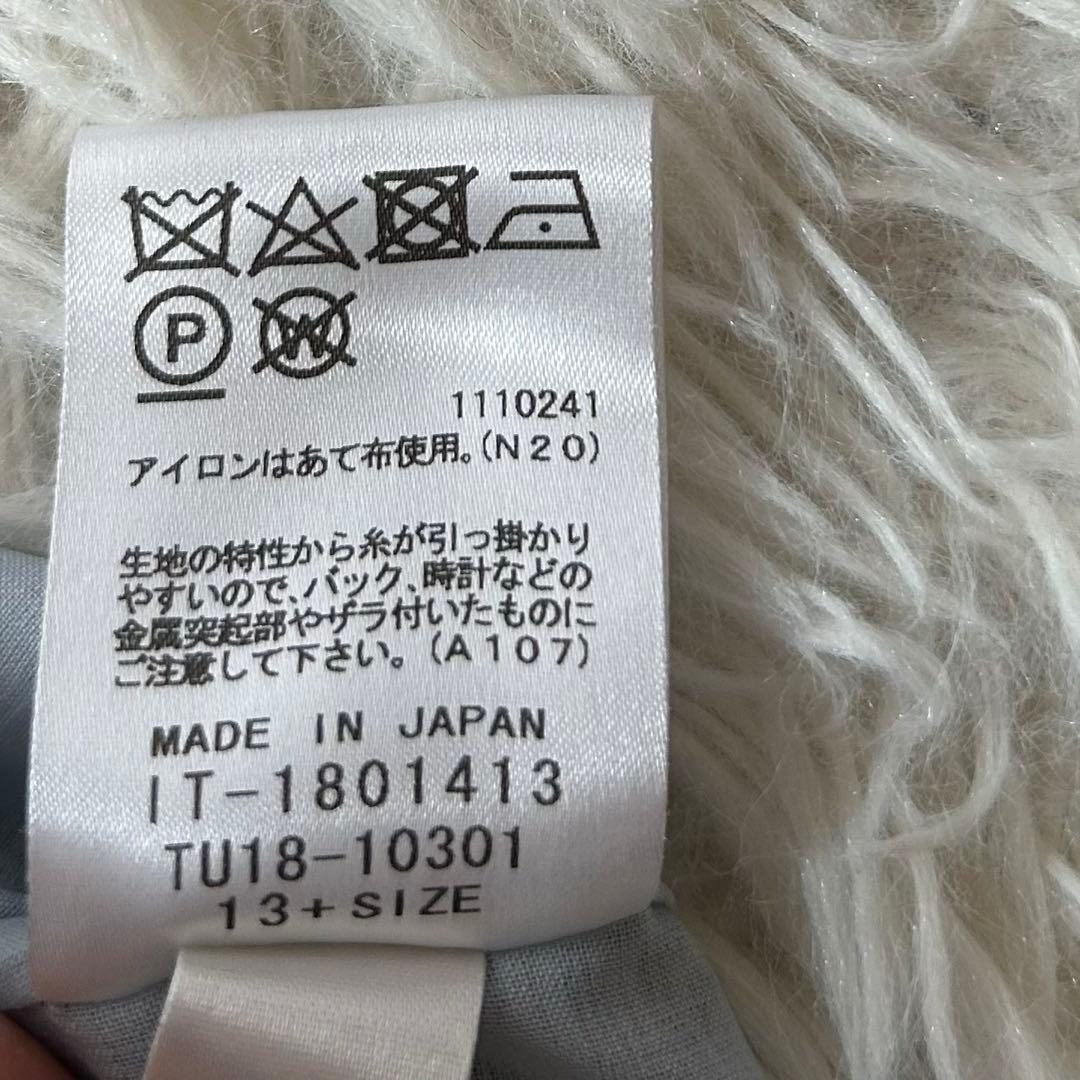 P W
1110241
アイロンはあて布使用。(N20)
生地の特性から糸が引っ掛かり
やすいので、バック、時計などの
金属突起部やザラ付いたものに
ご注意して下さい。(A107)
MADE IN JAPAN
IT-1801413
TU18-10301
13+SIZE